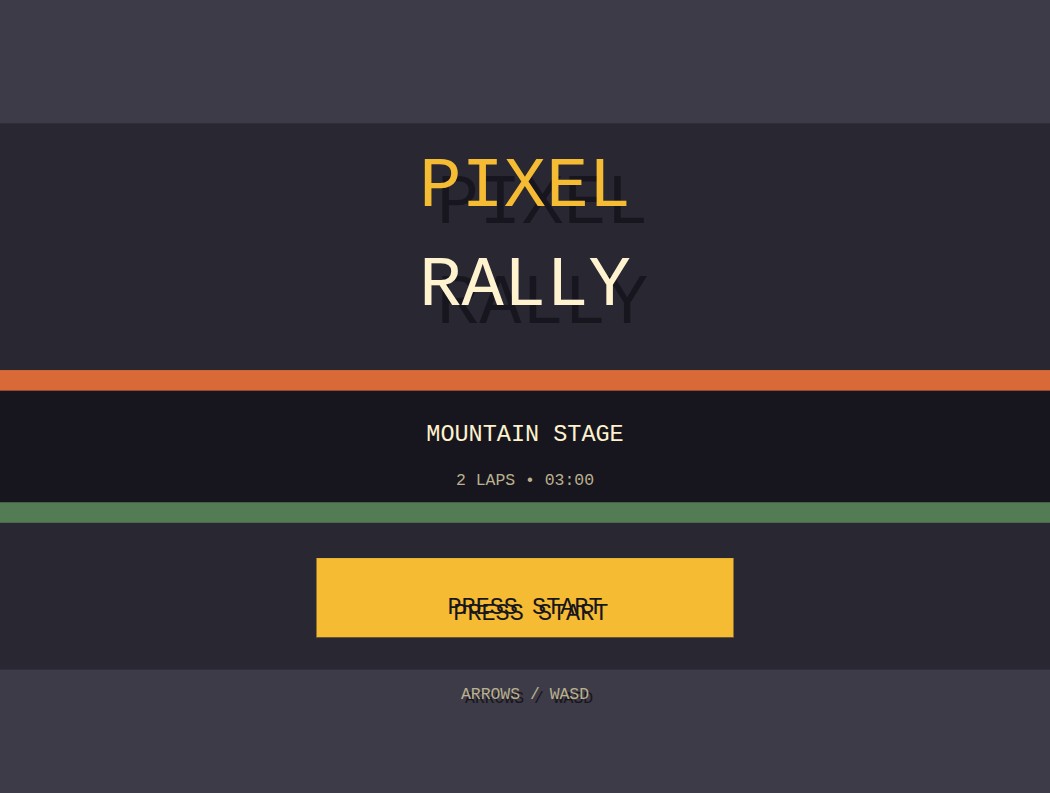 PIXEL
RALLY
MOUNTAIN STAGE
2 LAPS • 03:00
PRESS START
ARROWS / WASD